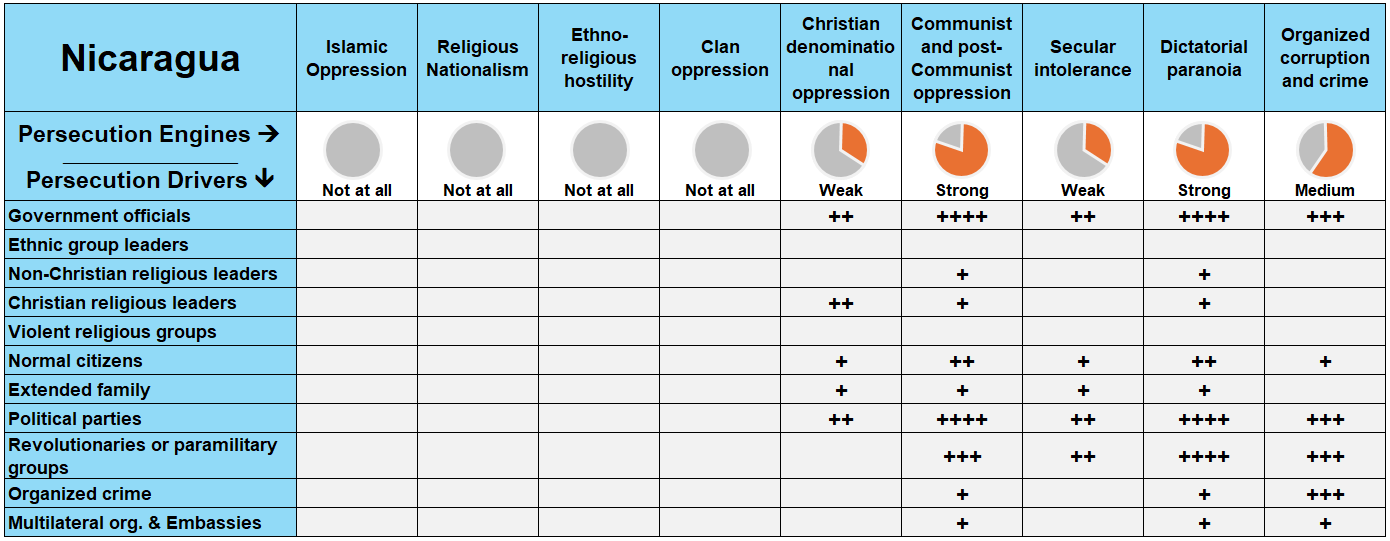 Nicaragua
Islamic
Oppression
Religious
Nationalism
Ethno-
religious
hostility
Clan
oppression
Christian
denominatio
nal
oppression
Communist
and post-
Communist
oppression
Secular
intolerance
Dictatorial
paranoia
Organized
corruption
and crime
Persecution Engines →
Persecution Drivers ↓
Not at all
Not at all
Not at all
Not at all
Weak
Strong
Weak
Strong
Medium
Government officials ++ ++++ ++ ++++ +++
Ethnic group leaders
Non-Christian religious leaders + +
Christian religious leaders ++ + +
Violent religious groups
Normal citizens + ++ + ++ +
Extended family + + + +
Political parties ++ ++++ ++ ++++ +++
Revolutionaries or paramilitary
groups +++ ++ ++++ +++
Organized crime + + +++
Multilateral org. & Embassies + + +